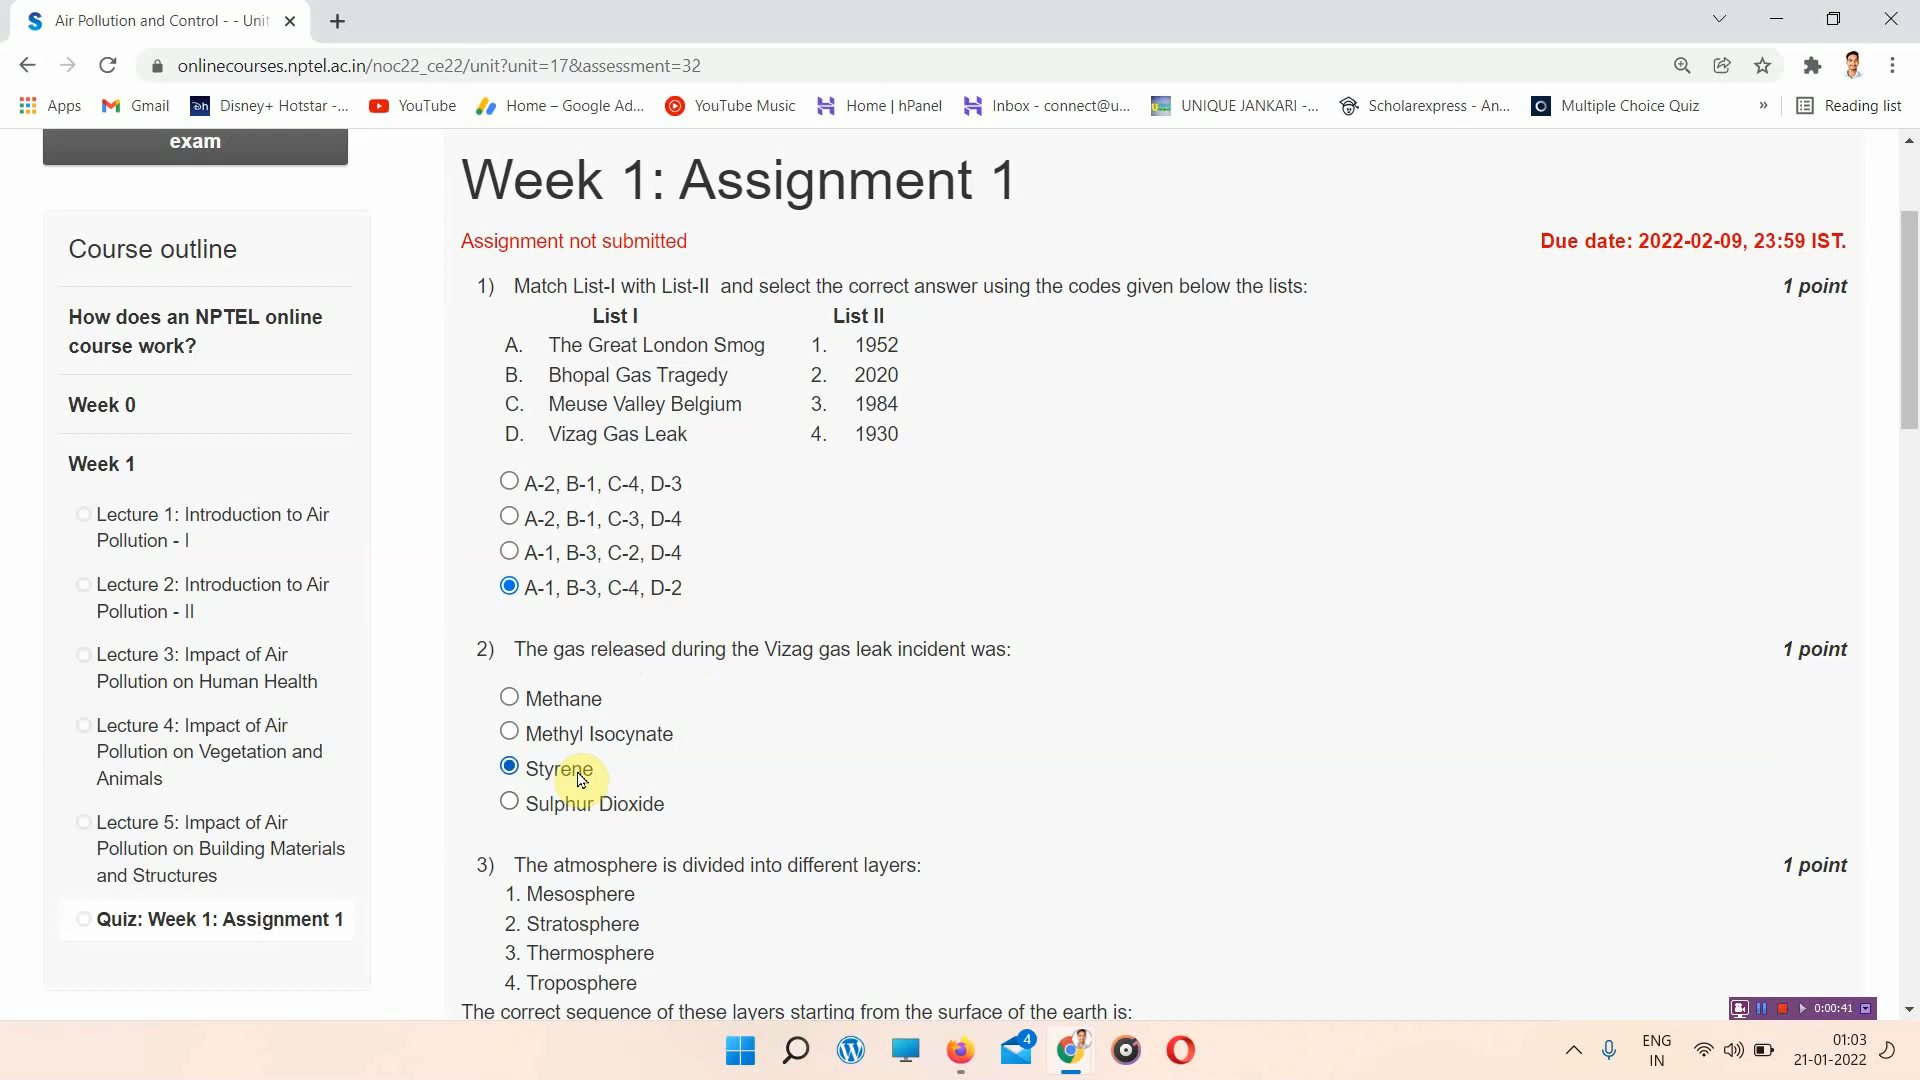 Air Pollution and Control - - Unit
onlinecourses.nptel.ac.in/noc22_ce22/unit?unit=17&assessment=32
Apps Gmail Disney+ Hotstar -... YouTube Home – Google Ad... YouTube Music Home | hPanel Inbox - connect@u... UNIQUE JANKARI -... Scholarexpress - An... Multiple Choice Quiz » Reading list
exam
Course outline
How does an NPTEL online
course work?
Week 0
Week 1
Lecture 1: Introduction to Air
Pollution - I
Lecture 2: Introduction to Air
Pollution - II
Lecture 3: Impact of Air
Pollution on Human Health
Lecture 4: Impact of Air
Pollution on Vegetation and
Animals
Lecture 5: Impact of Air
Pollution on Building Materials
and Structures
Quiz: Week 1: Assignment 1
Week 1: Assignment 1
Assignment not submitted Due date: 2022-02-09, 23:59 IST.
1) Match List-I with List-II and select the correct answer using the codes given below the lists: 1 point
List I List II
A. The Great London Smog 1. 1952
B. Bhopal Gas Tragedy 2. 2020
C. Meuse Valley Belgium 3. 1984
D. Vizag Gas Leak 4. 1930
A-2, B-1, C-4, D-3
A-2, B-1, C-3, D-4
A-1, B-3, C-2, D-4
A-1, B-3, C-4, D-2
2) The gas released during the Vizag gas leak incident was: 1 point
Methane
Methyl Isocynate
Styrene
Sulphur Dioxide
3) The atmosphere is divided into different layers: 1 point
1. Mesosphere
2. Stratosphere
3. Thermosphere
4. Troposphere
The correct sequence of these layers starting from the surface of the earth is:
0:00:41
4
ENG
IN
01:03
21-01-2022